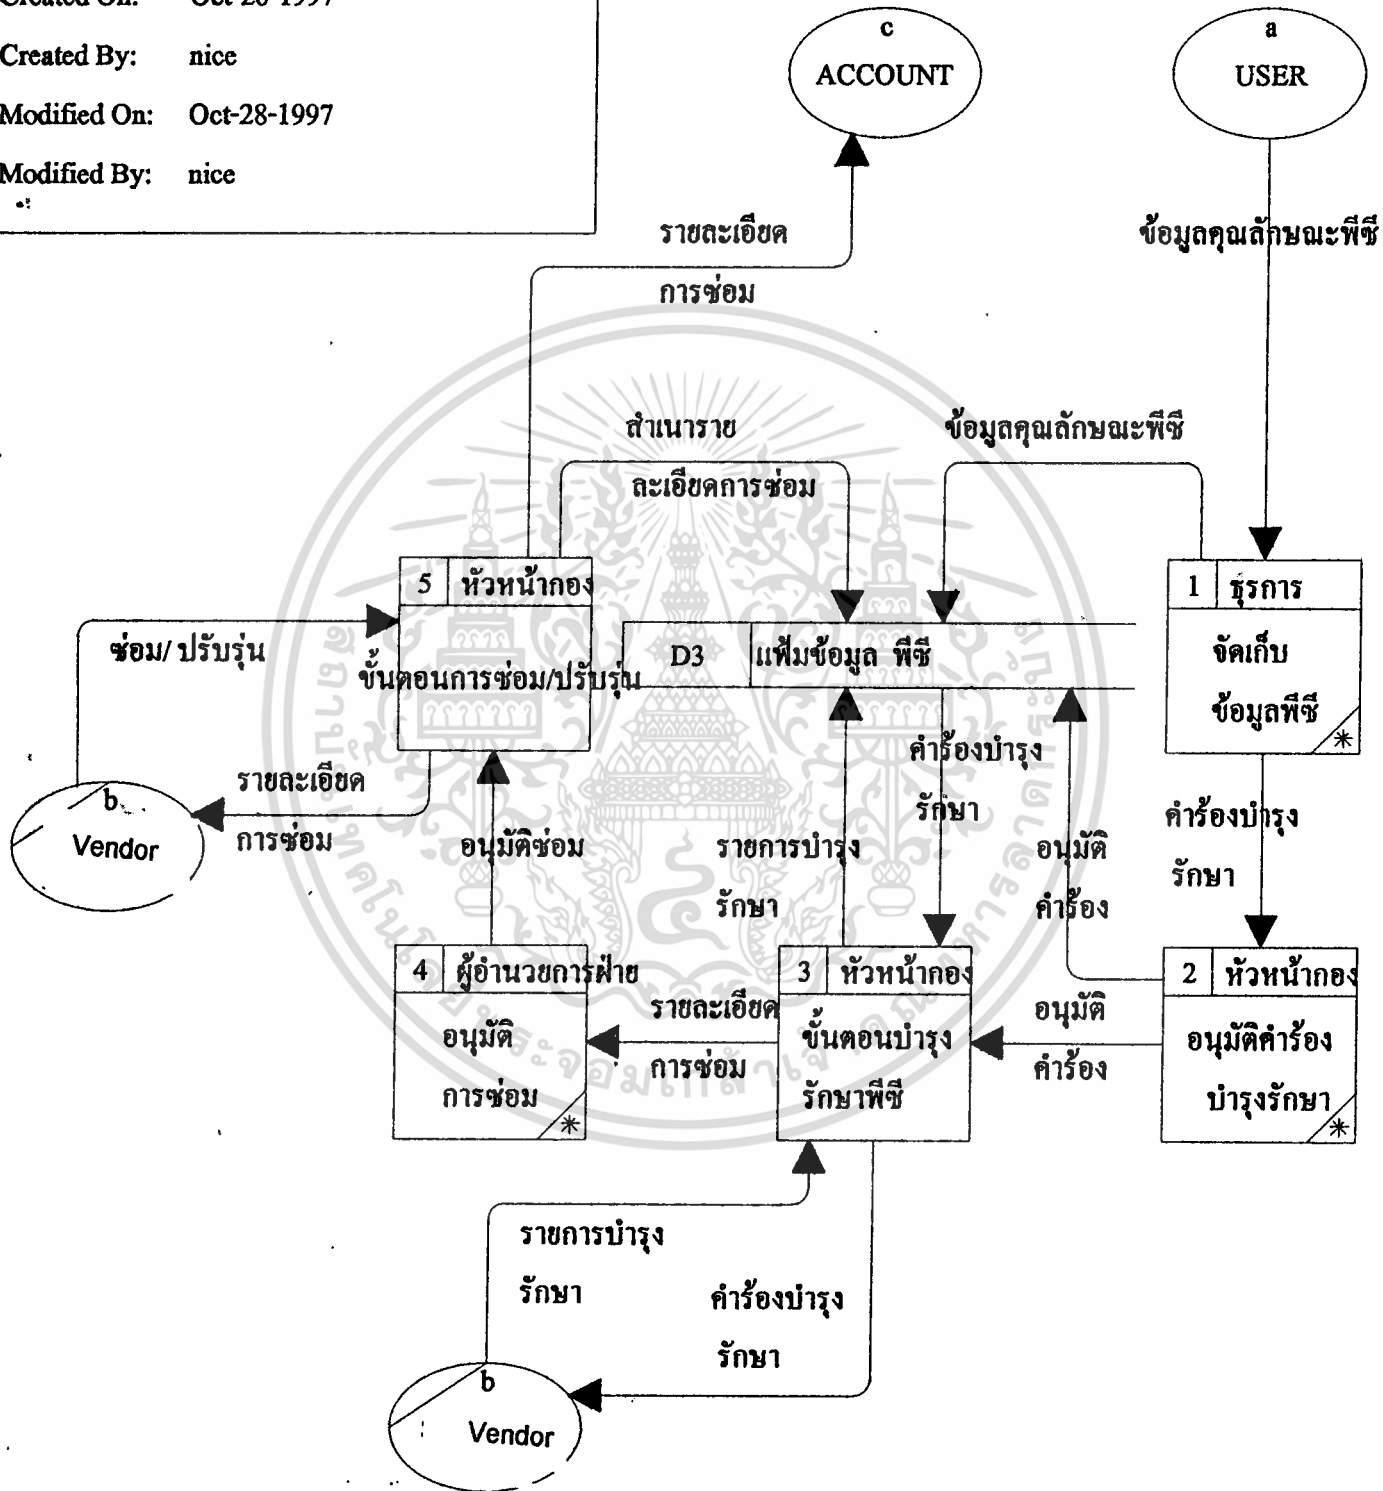 Created On: Oct-20-1997
Created By: nice
Modified On: Oct-28-1997
Modified By: nice
c
ACCOUNT
a
USER
รายละเอียด
การซ่อม
ข้อมูลคุณลักษณะพีซี
สำเนาราย
ละเอียดการซ่อม
ข้อมูลคุณลักษณะพีซี
5 หัวหน้ากอง
ขั้นตอนการซ่อม/ปรับรุ่น
1 ธุรการ
จัดเก็บ
ข้อมูลพีซี
*
D3 แฟ้มข้อมูล พีซี
ซ่อม/ ปรับรุ่น
b
Vendor
รายละเอียด
การซ่อม
อนุมัติซ่อม
รายการบำรุง
รักษา
คำร้องบำรุง
รักษา
อนุมัติ
คำร้อง
คำร้องบำรุง
รักษา
4 ผู้อำนวยการฝ่าย
อนุมัติ
การซ่อม
*
รายละเอียด
การซ่อม
3 หัวหน้ากอง
ขั้นตอนบำรุง
รักษาพีซี
อนุมัติ
คำร้อง
2 หัวหน้ากอง
อนุมัติคำร้อง
บำรุงรักษา
*
รายการบำรุง
รักษา
คำร้องบำรุง
รักษา
b
Vendor